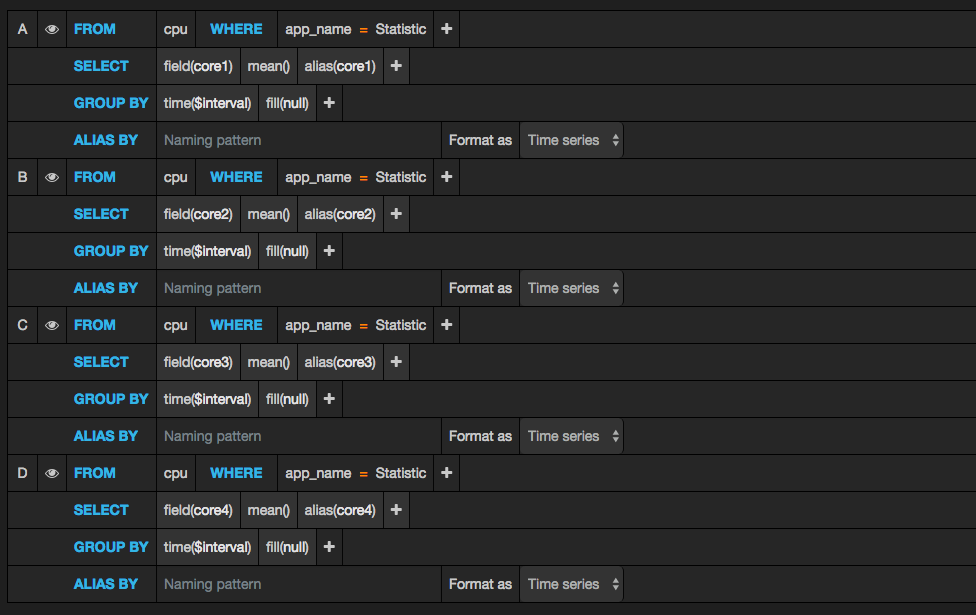 A FROM cpu WHERE app_name = Statistic +
SELECT field(core1) mean() alias(core1) +
GROUP BY time($interval) fill(null) +
ALIAS BY Naming pattern Format as Time series
B FROM cpu WHERE app_name = Statistic +
SELECT field(core2) mean() alias(core2) +
GROUP BY time($interval) fill(null) +
ALIAS BY Naming pattern Format as Time series
C FROM cpu WHERE app_name = Statistic +
SELECT field(core3) mean() alias(core3) +
GROUP BY time($interval) fill(null) +
ALIAS BY Naming pattern Format as Time series
D FROM cpu WHERE app_name = Statistic +
SELECT field(core4) mean() alias(core4) +
GROUP BY time($interval) fill(null) +
ALIAS BY Naming pattern Format as Time series